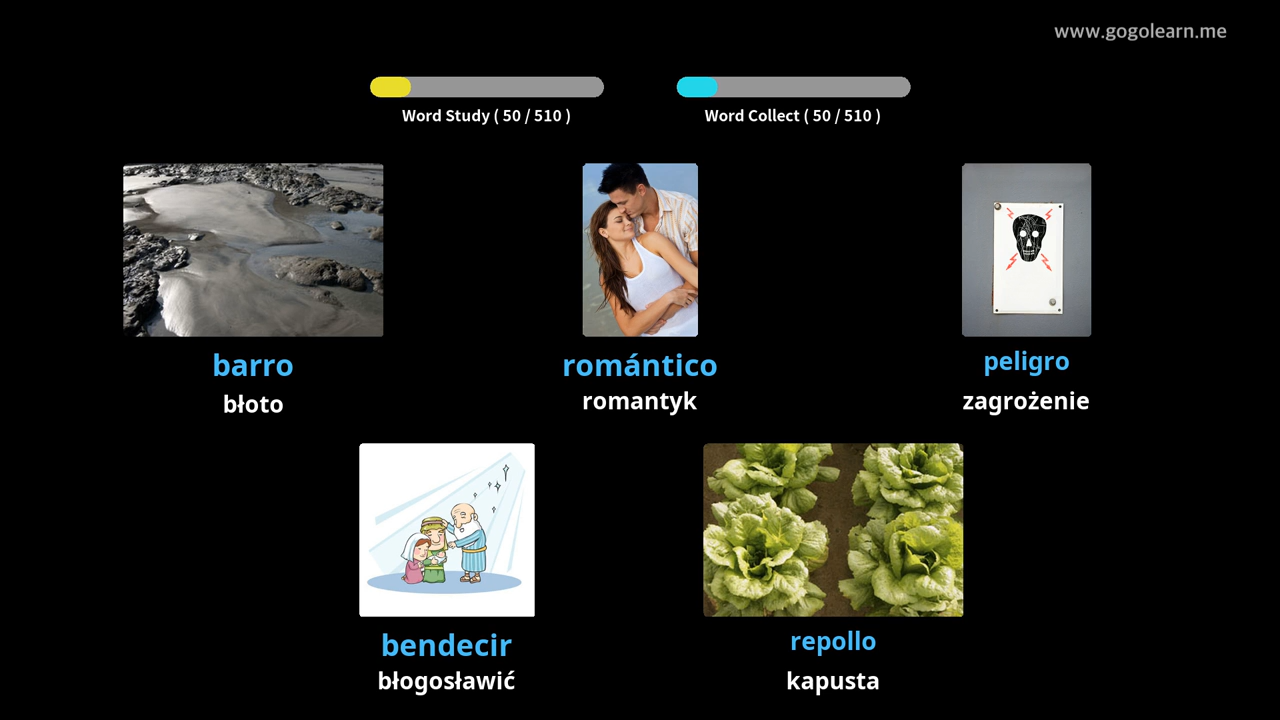 www.gogolearn.me
Word Study ( 50 / 510 )
Word Collect ( 50 / 510 )
barro
błoto
romántico
romantyk
peligro
zagrożenie
bendecir
błogosławić
repollo
kapusta